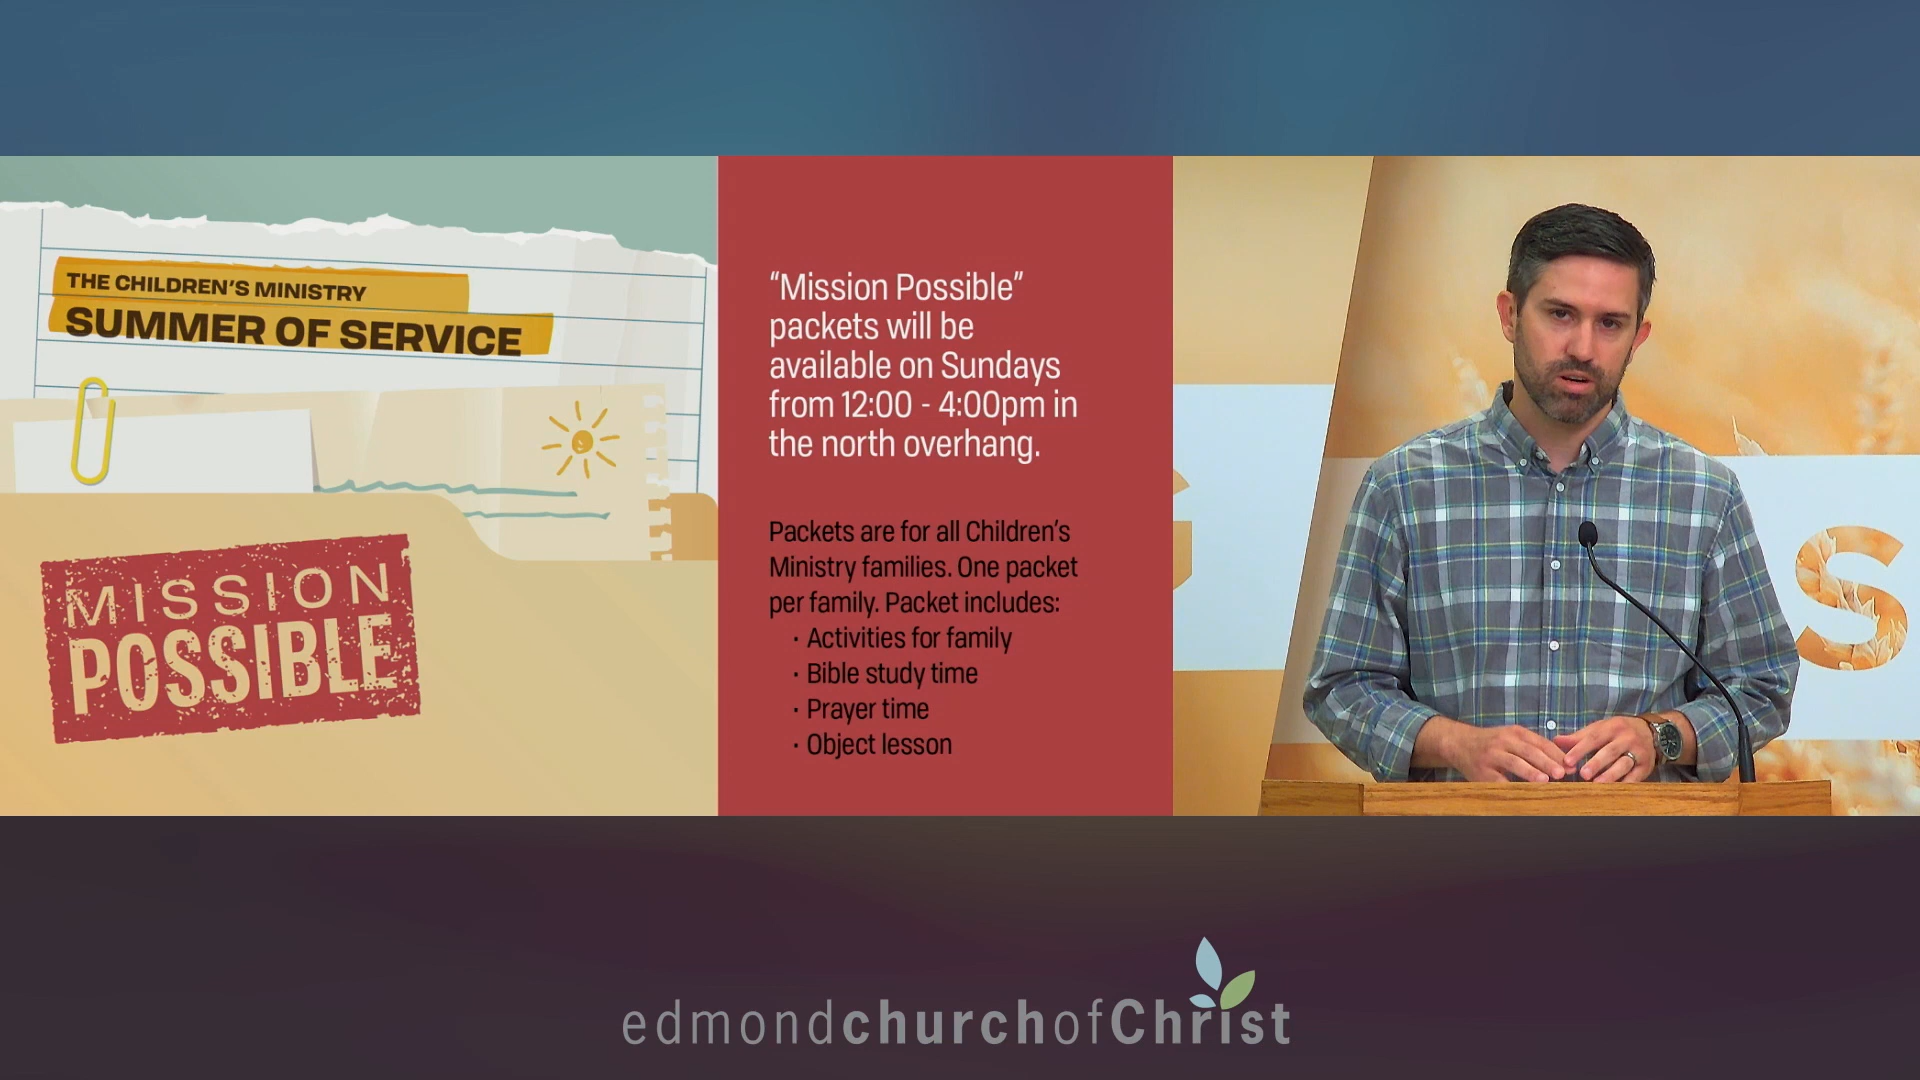 THE CHILDREN'S MINISTRY
SUMMER OF SERVICE
MISSION
POSSIBLE
“Mission Possible”
packets will be
available on Sundays
from 12:00 - 4:00pm in
the north overhang.
Packets are for all Children’s
Ministry families. One packet
per family. Packet includes:
· Activities for family
· Bible study time
· Prayer time
· Object lesson
S
edmondchurchofChrist